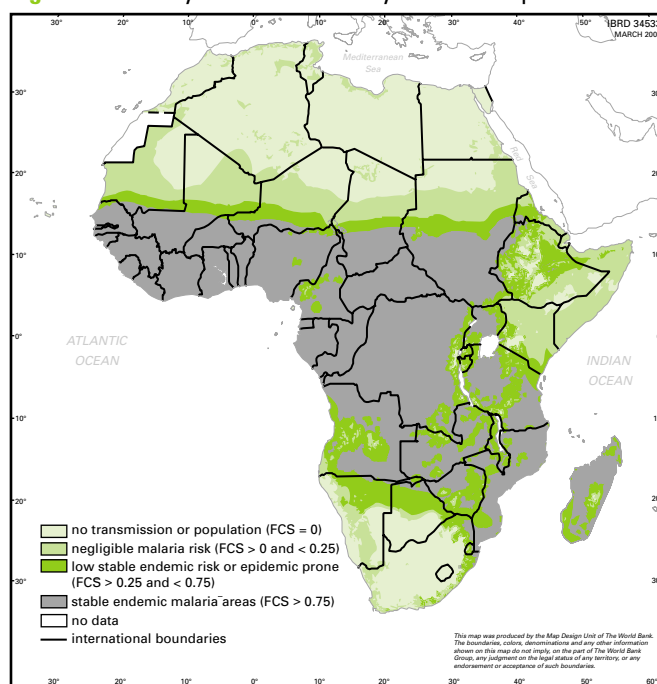 IBRD 34533
MARCH 200
Mediterranean
Sea
Red Sea
ATLANTIC
OCEAN
INDIAN
OCEAN
30°
20°
10°
0°
10°
20°
30°
30°
20°
10°
0°
10°
20°
no transmission or population (FCS = 0)
negligible malaria risk (FCS > 0 and < 0.25)
low stable endemic risk or epidemic prone
(FCS > 0.25 and < 0.75)
stable endemic malaria areas (FCS > 0.75)
no data
international boundaries
This map was produced by the Map Design Unit of The World Bank.
The boundaries, colors, denominations and any other information
shown on this map do not imply, on the part of The World Bank
Group, any judgment on the legal status of any territory, or any
endorsement or acceptance of such boundaries.
30° 20° 10° 0° 10° 20° 30° 40° 50° 60°